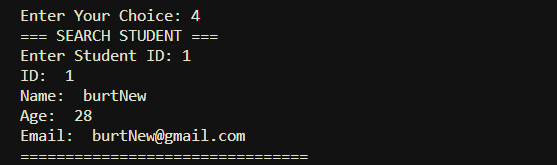 Enter Your Choice: 4
=== SEARCH STUDENT ===
Enter Student ID: 1
ID:  1
Name:  burtNew
Age:  28
Email:  burtNew@gmail.com
================================